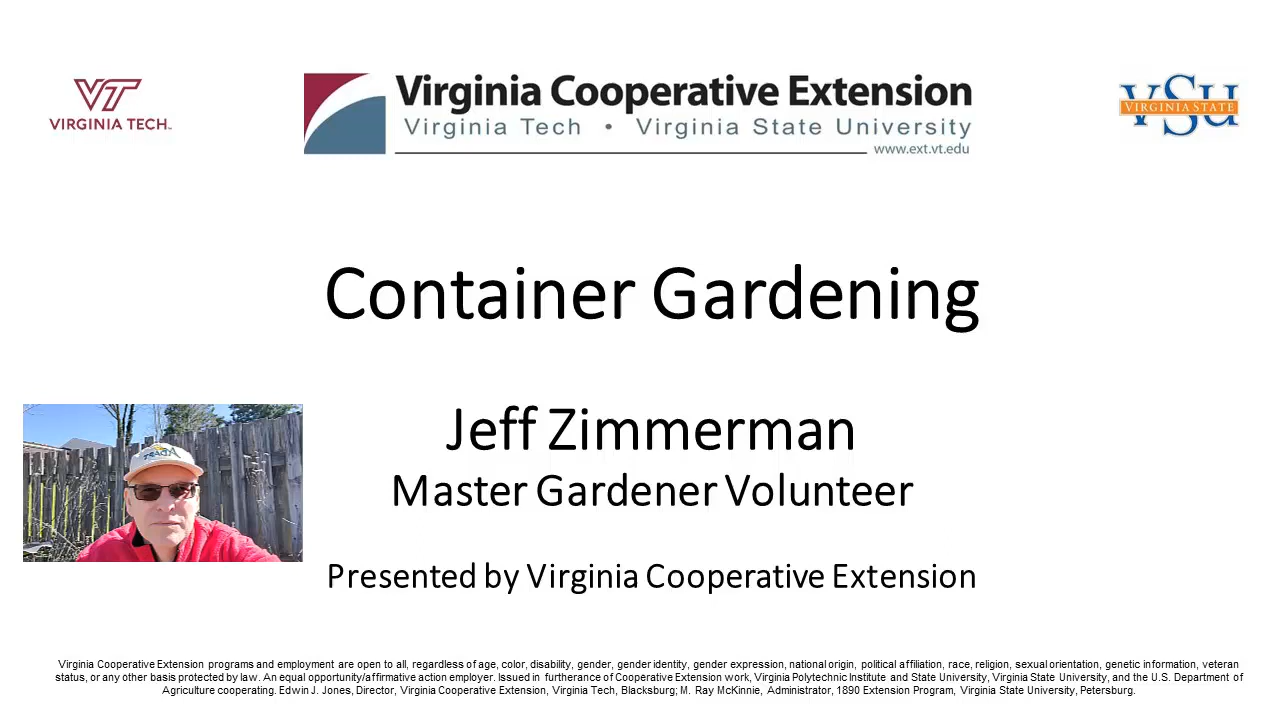 VIRGINIA TECH
Virginia Cooperative Extension
Virginia Tech • Virginia State University
www.ext.vt.edu
VSU
VIRGINIA STATE
Container Gardening
Jeff Zimmerman
Master Gardener Volunteer
Presented by Virginia Cooperative Extension
Virginia Cooperative Extension programs and employment are open to all, regardless of age, color, disability, gender, gender identity, gender expression, national origin, political affiliation, race, religion, sexual orientation, genetic information, veteran
status, or any other basis protected by law. An equal opportunity/affirmative action employer. Issued in furtherance of Cooperative Extension work, Virginia Polytechnic Institute and State University, Virginia State University, and the U.S. Department of
Agriculture cooperating. Edwin J. Jones, Director, Virginia Cooperative Extension, Virginia Tech, Blacksburg; M. Ray McKinnie, Administrator, 1890 Extension Program, Virginia State University, Petersburg.